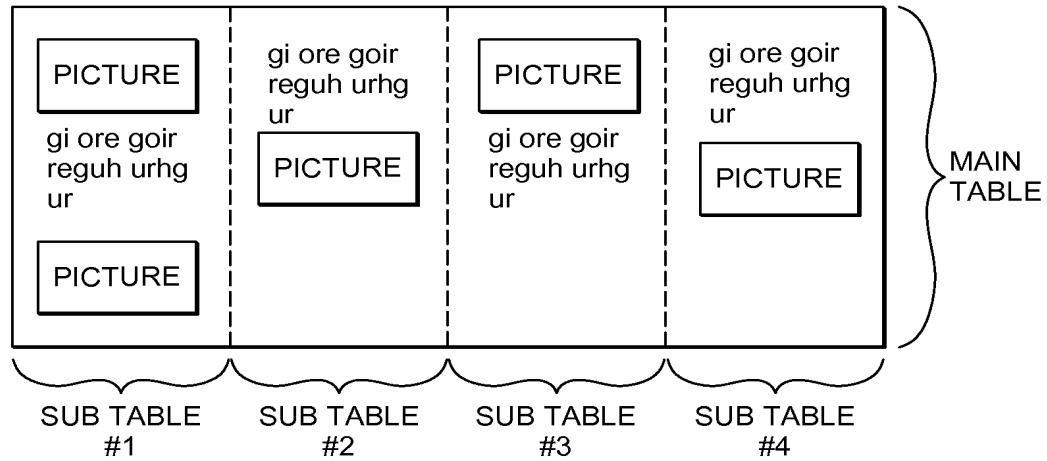 PICTURE
gi ore goir
reguh urhg
ur
PICTURE
gi ore goir
reguh urhg
ur
PICTURE
PICTURE
gi ore goir
reguh urhg
ur
gi ore goir
reguh urhg
ur
PICTURE
MAIN
TABLE
SUB TABLE
#1
SUB TABLE
#2
SUB TABLE
#3
SUB TABLE
#4